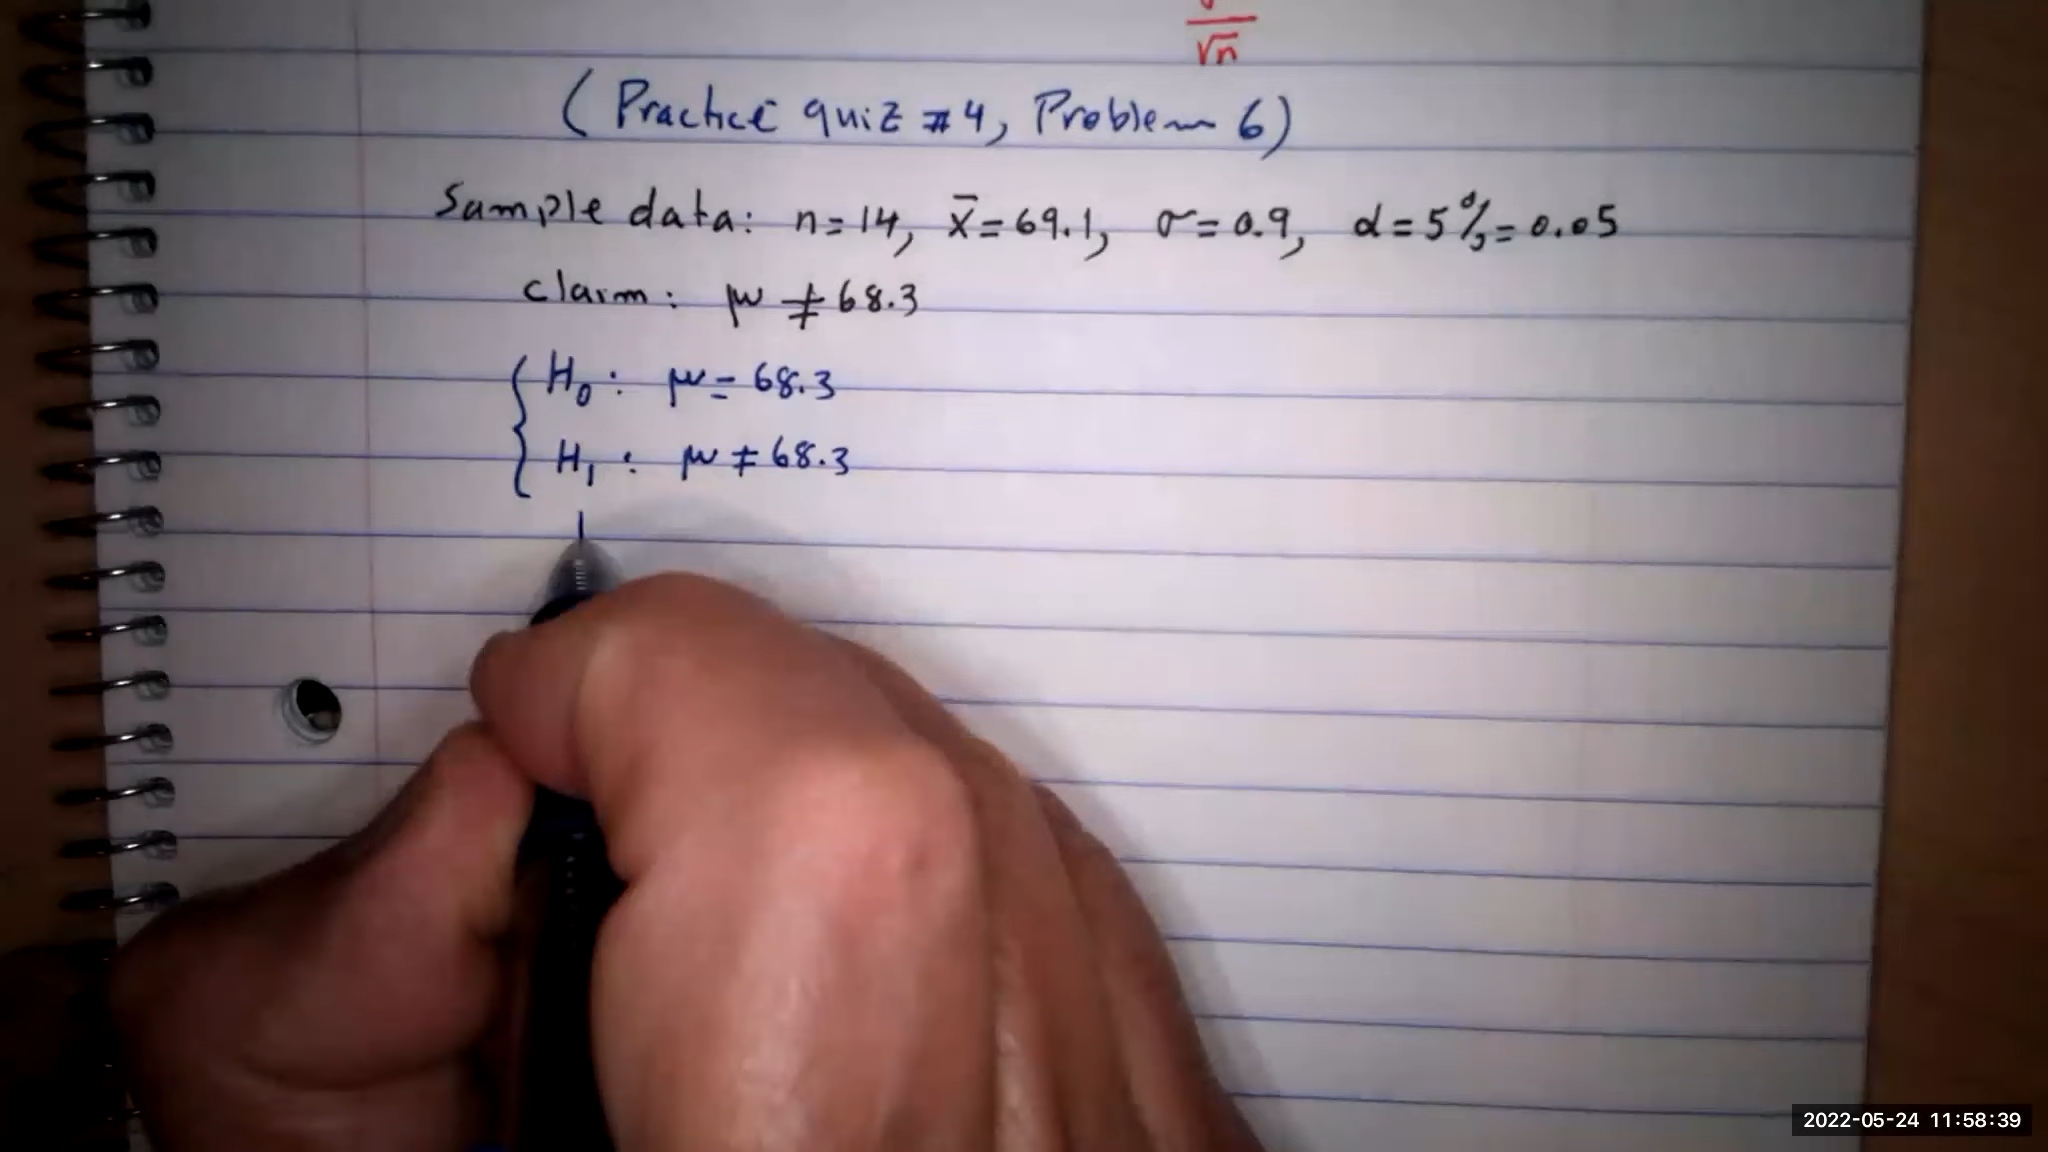 √n
(Practice quiz #4, Problem 6)
Sample data: n=14, x̄=69.1, σ=0.9, α=5%=0.05
claim: μ ≠ 68.3
H₀: μ = 68.3
H₁: μ ≠ 68.3
2022-05-24 11:58:39